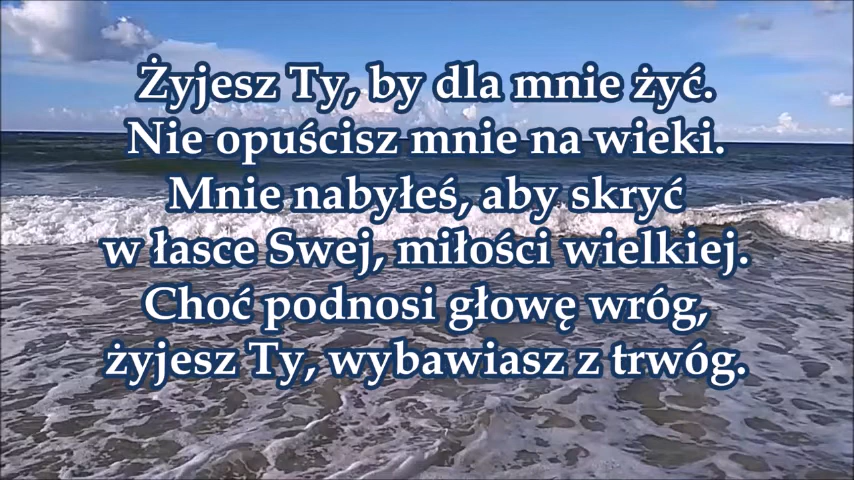 Żyjesz Ty, by dla mnie żyć.
Nie opuścisz mnie na wieki.
Mnie nabyłeś, aby skryć
w łasce Swej, miłości wielkiej.
Choć podnosi głowę wróg,
żyjesz Ty, wybawiasz z trwóg.